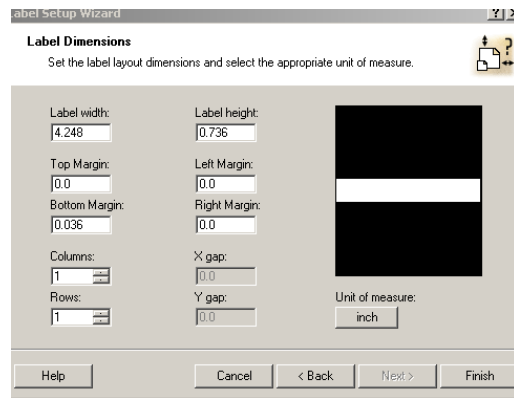 Label Setup Wizard
Label Dimensions
Set the label layout dimensions and select the appropriate unit of measure.
Label width: Label height:
4.248 0.736
Top Margin: Left Margin:
0.0 0.0
Bottom Margin: Right Margin:
0.036 0.0
Columns: X gap:
1 0.0
Rows: Y gap: Unit of measure:
1 0.0 inch
Help Cancel < Back Next > Finish